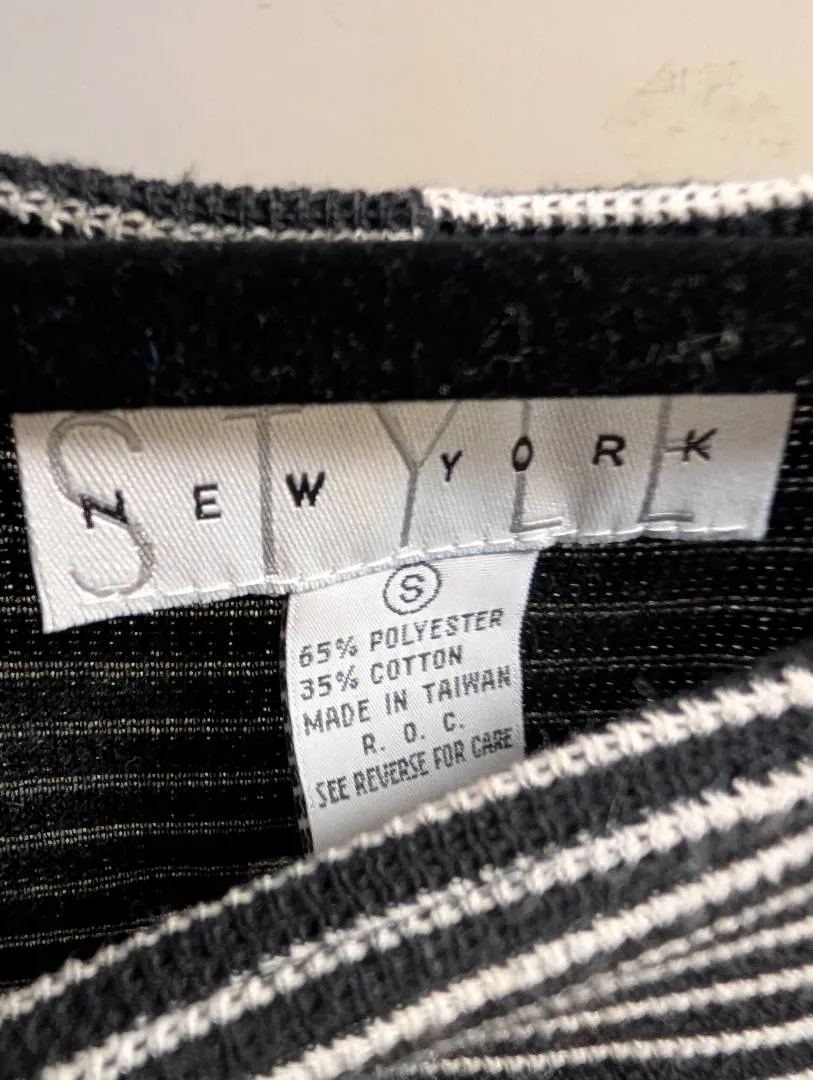 STYLE
NEW YORK
S
65% POLYESTER
35% COTTON
MADE IN TAIWAN
R. O. C.
SEE REVERSE FOR CARE